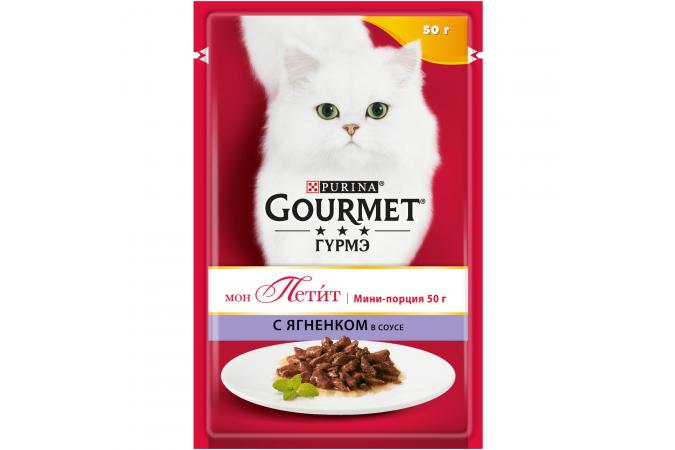 50 г
PURINA®
GOURMET®
ГУРМЭ
мон Петит | Мини-порция 50 г
С ЯГНЕНКОМ В СОУСЕ